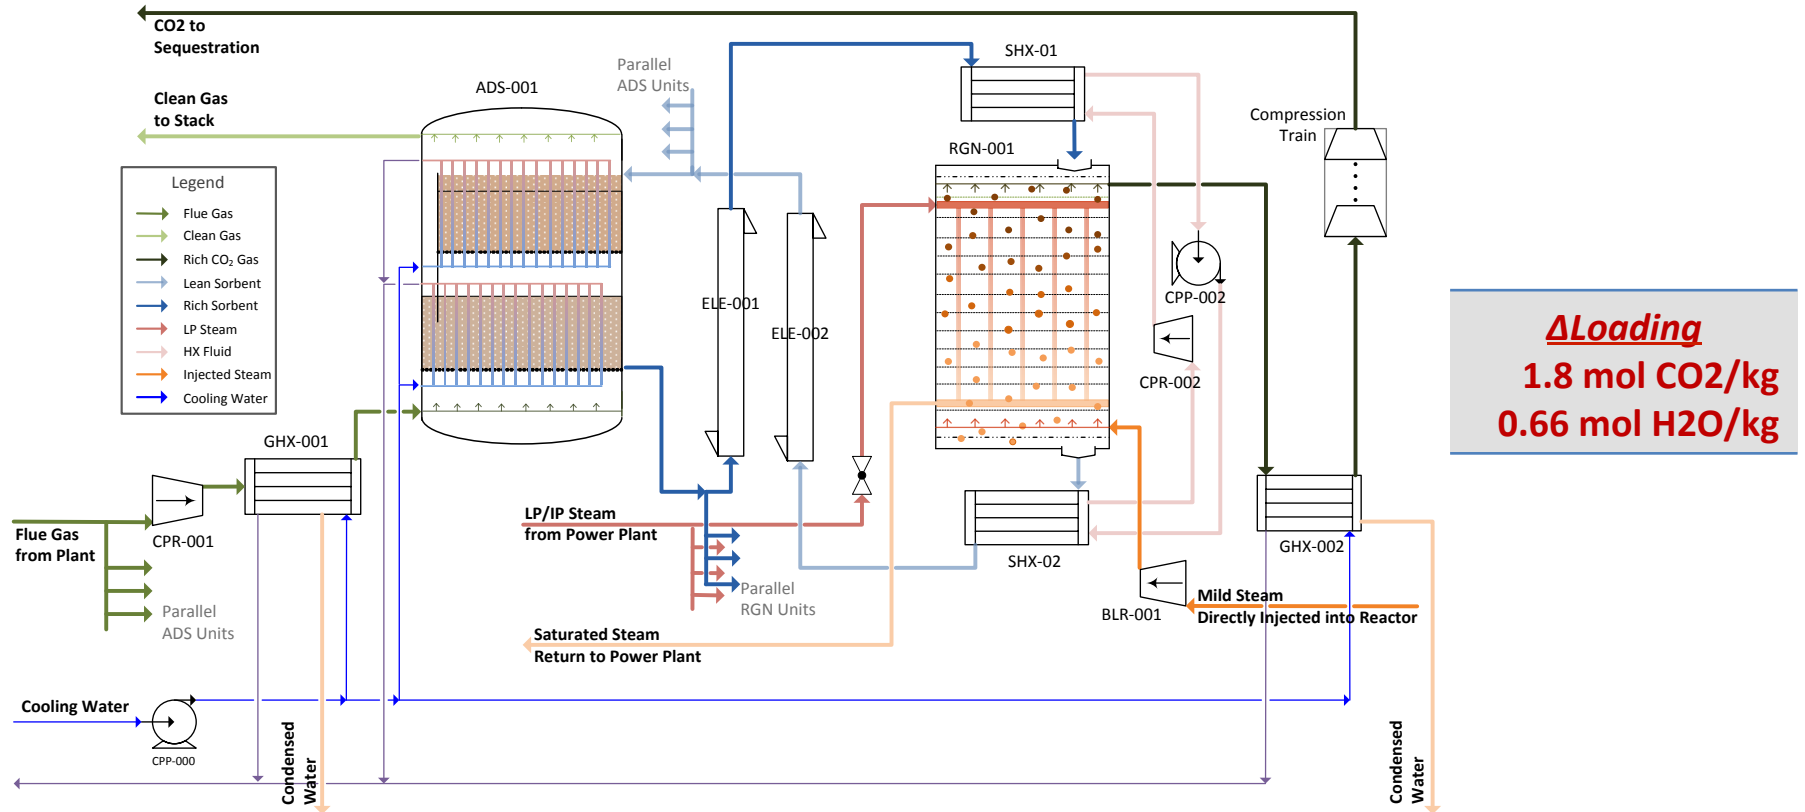 CO2 to
Sequestration
Clean Gas
to Stack
ADS-001
Parallel
ADS Units
SHX-01
Compression
Train
RGN-001
Legend
Flue Gas
Clean Gas
Rich CO₂ Gas
Lean Sorbent
Rich Sorbent
LP Steam
HX Fluid
Injected Steam
Cooling Water
ELE-001
ELE-002
CPP-002
CPR-002
ΔLoading
1.8 mol CO2/kg
0.66 mol H2O/kg
GHX-001
CPR-001
Flue Gas
from Plant
Parallel
ADS Units
LP/IP Steam
from Power Plant
Parallel
RGN Units
SHX-02
GHX-002
BLR-001
Mild Steam
Directly Injected into Reactor
Saturated Steam
Return to Power Plant
Cooling Water
CPP-000
Condensed
Water
Condensed
Water